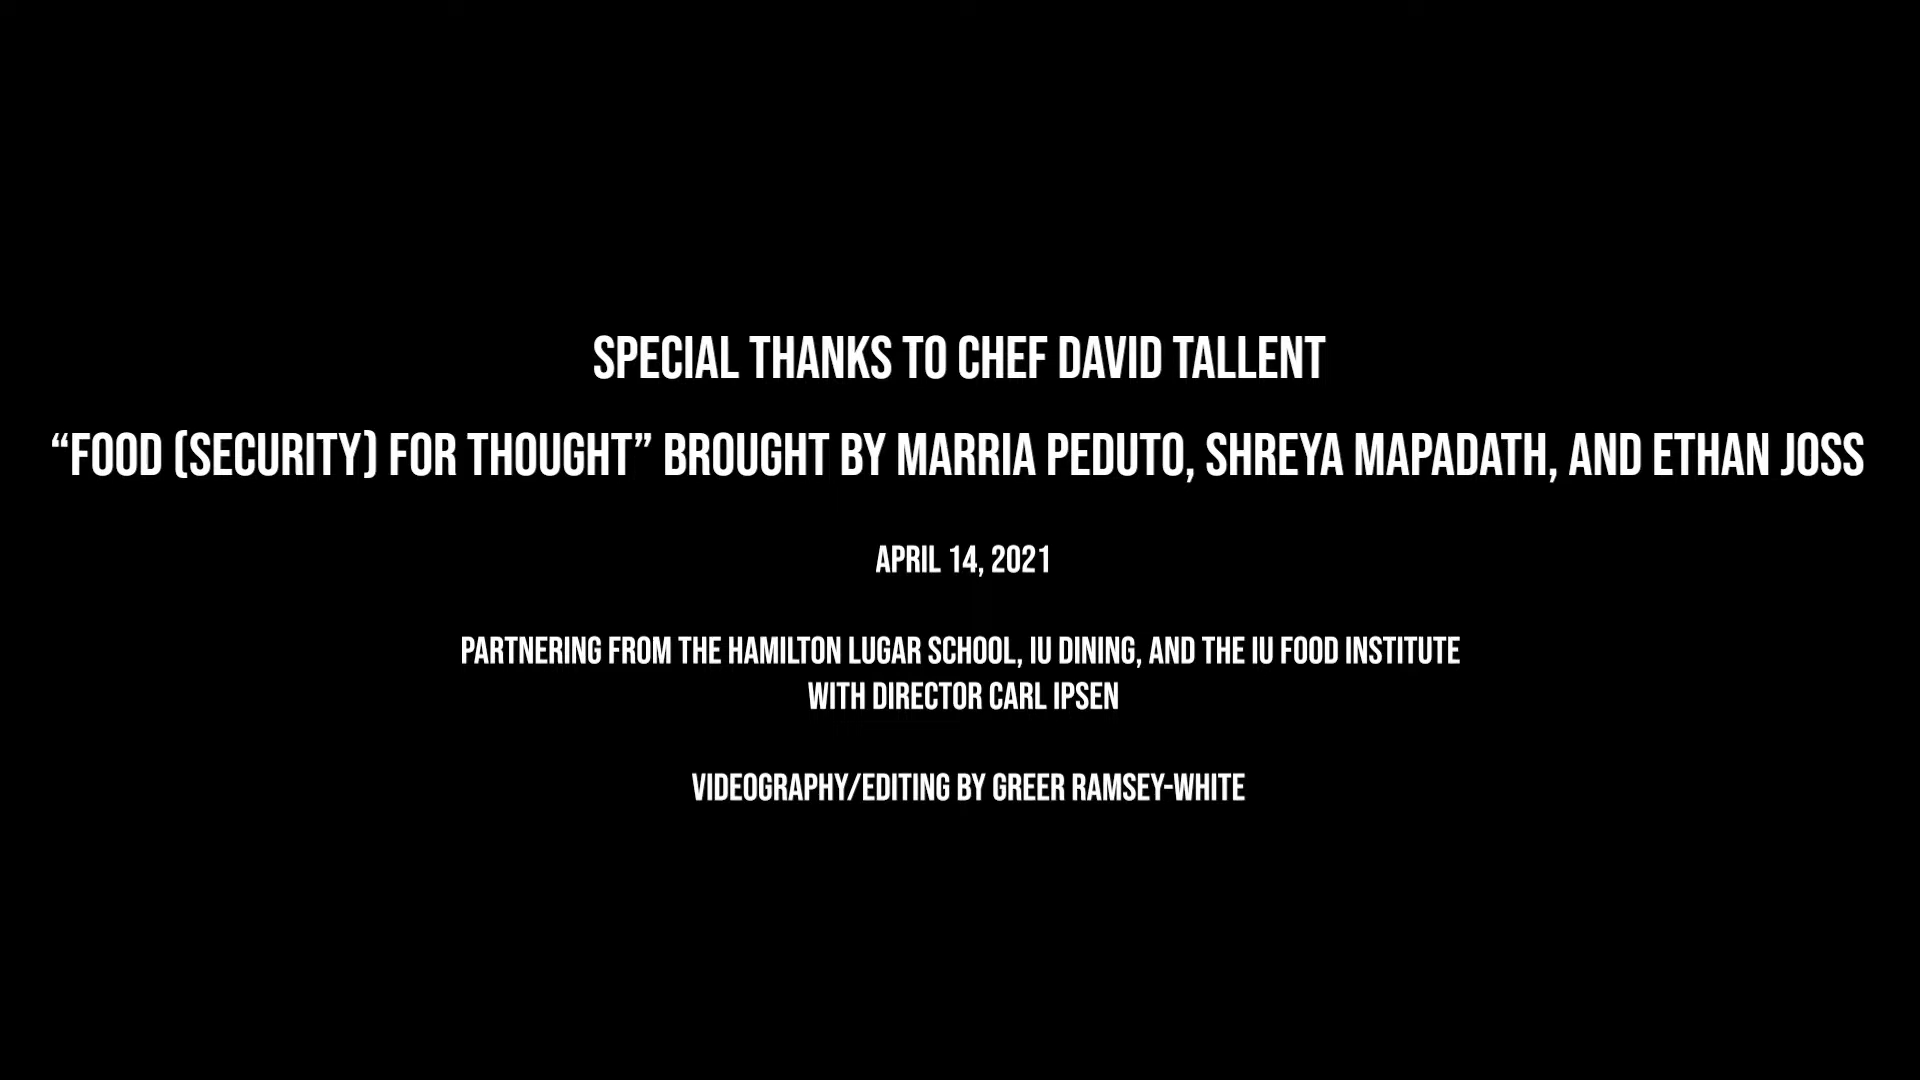 SPECIAL THANKS TO CHEF DAVID TALLENT
“FOOD (SECURITY) FOR THOUGHT” BROUGHT BY MARRIA PEDUTO, SHREYA MAPADATH, AND ETHAN JOSS
APRIL 14, 2021
PARTNERING FROM THE HAMILTON LUGAR SCHOOL, IU DINING, AND THE IU FOOD INSTITUTE
WITH DIRECTOR CARL IPSEN
VIDEOGRAPHY/EDITING BY GREER RAMSEY-WHITE